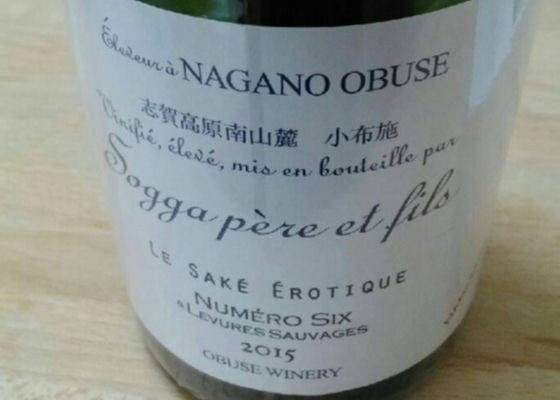 Éleveur à NAGANO OBUSE
志賀高原南山麓 小布施
Vinifié, élevé, mis en bouteille par
Sogga père et fils
LE SAKÉ ÉROTIQUE
NUMÉRO SIX
à LEVURES SAUVAGES
2015
OBUSE WINERY